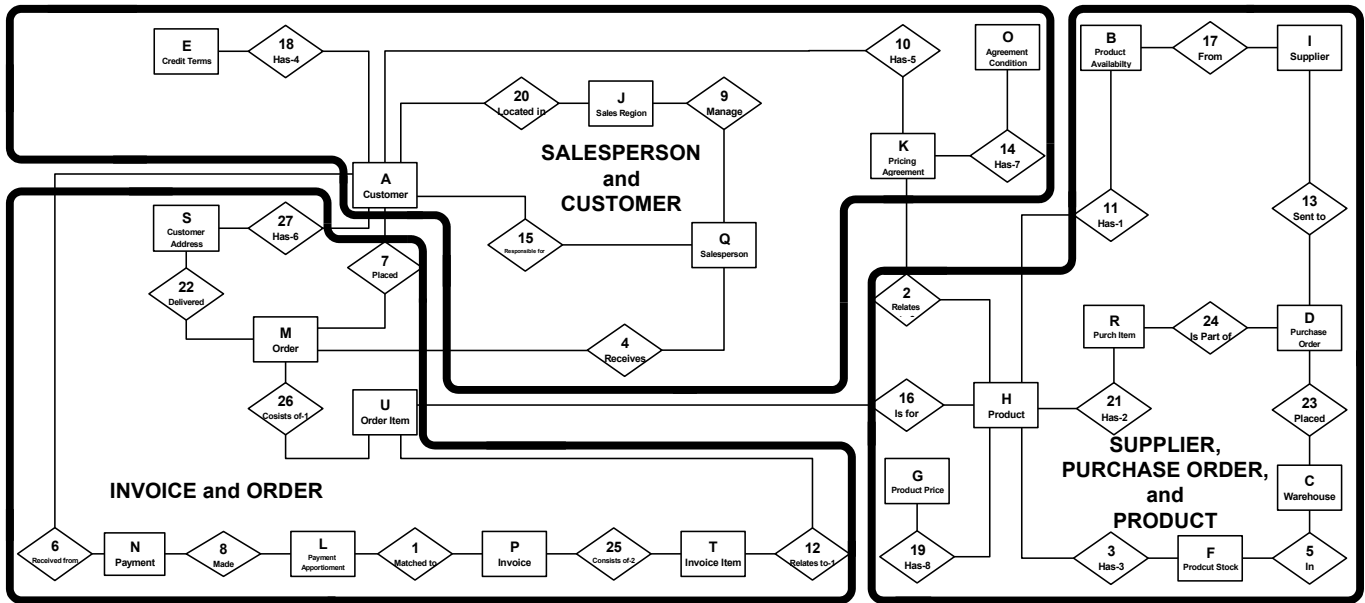 E
Credit Terms
18
Has-4
10
Has-5
O
Agreement
Condition
B
Product
Availabilty
17
From
I
Supplier
20
Located in
J
Sales Region
9
Manage
SALESPERSON
and
CUSTOMER
K
Pricing
Agreement
14
Has-7
A
Customer
S
Customer
Address
27
Has-6
15
Responsible for
Q
Salesperson
11
Has-1
13
Sent to
7
Placed
22
Delivered
2
Relates
M
Order
4
Receives
R
Purch Item
24
Is Part of
D
Purchase
Order
26
Cosists of-1
U
Order Item
16
Is for
H
Product
21
Has-2
23
Placed
SUPPLIER,
PURCHASE ORDER,
and
PRODUCT
G
Product Price
C
Warehouse
INVOICE and ORDER
6
Received from
N
Payment
8
Made
L
Payment
Apportioment
1
Matched to
P
Invoice
25
Consists of-2
T
Invoice Item
12
Relates to-1
19
Has-8
3
Has-3
F
Prodcut Stock
5
In